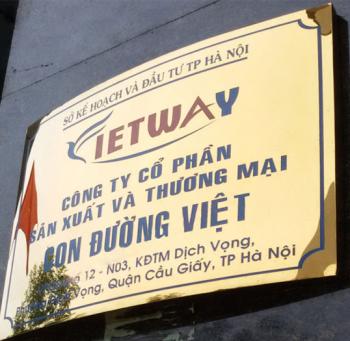 SỞ KẾ HOẠCH VÀ ĐẦU TƯ TP HÀ NỘI
VIETWAY
CÔNG TY CỔ PHẦN
SẢN XUẤT VÀ THƯƠNG MẠI
CON ĐƯỜNG VIỆT
12 - N03, KĐTM Dịch Vọng,
Vọng, Quận Cầu Giấy, TP Hà Nội